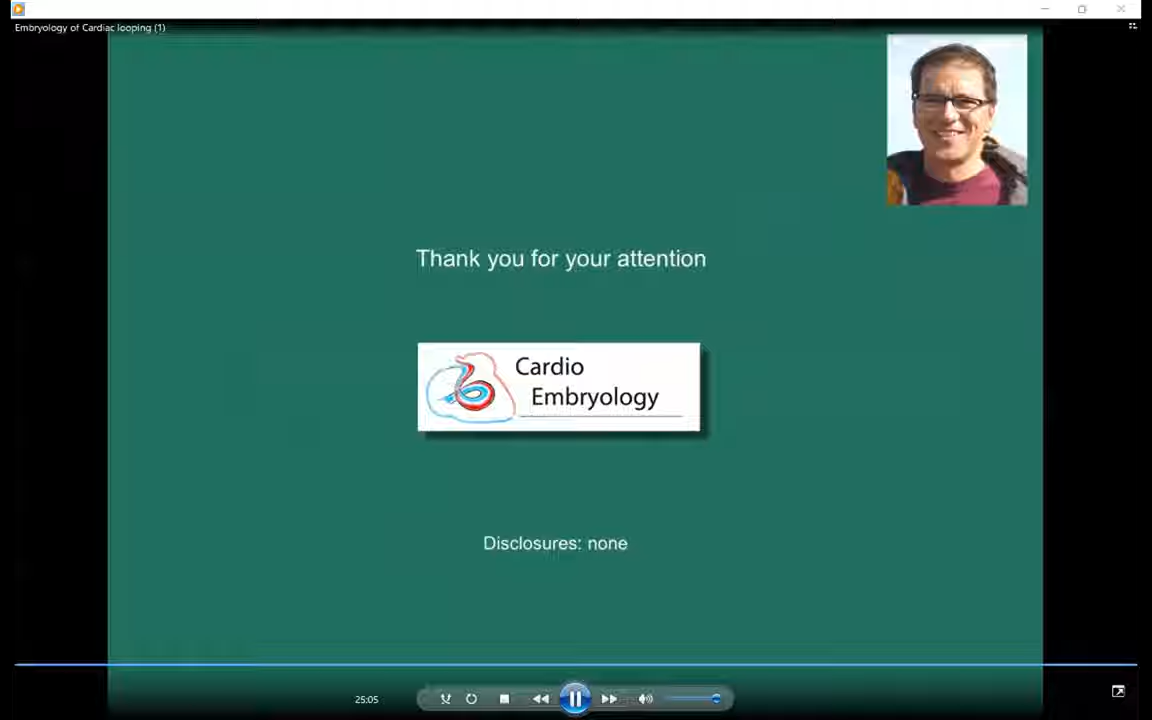 Embryology of Cardiac looping (1)
Thank you for your attention
Cardio
Embryology
Disclosures: none
25:05